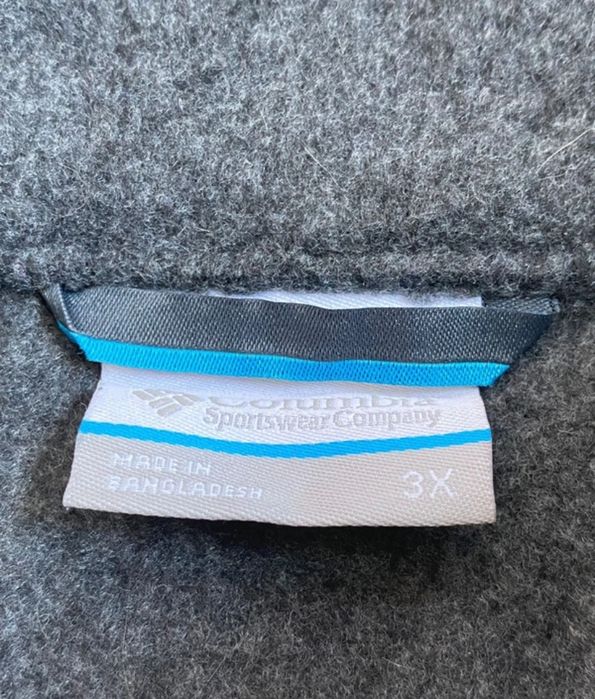 Columbia
Sportswear Company
MADE IN
BANGLADESH
3X